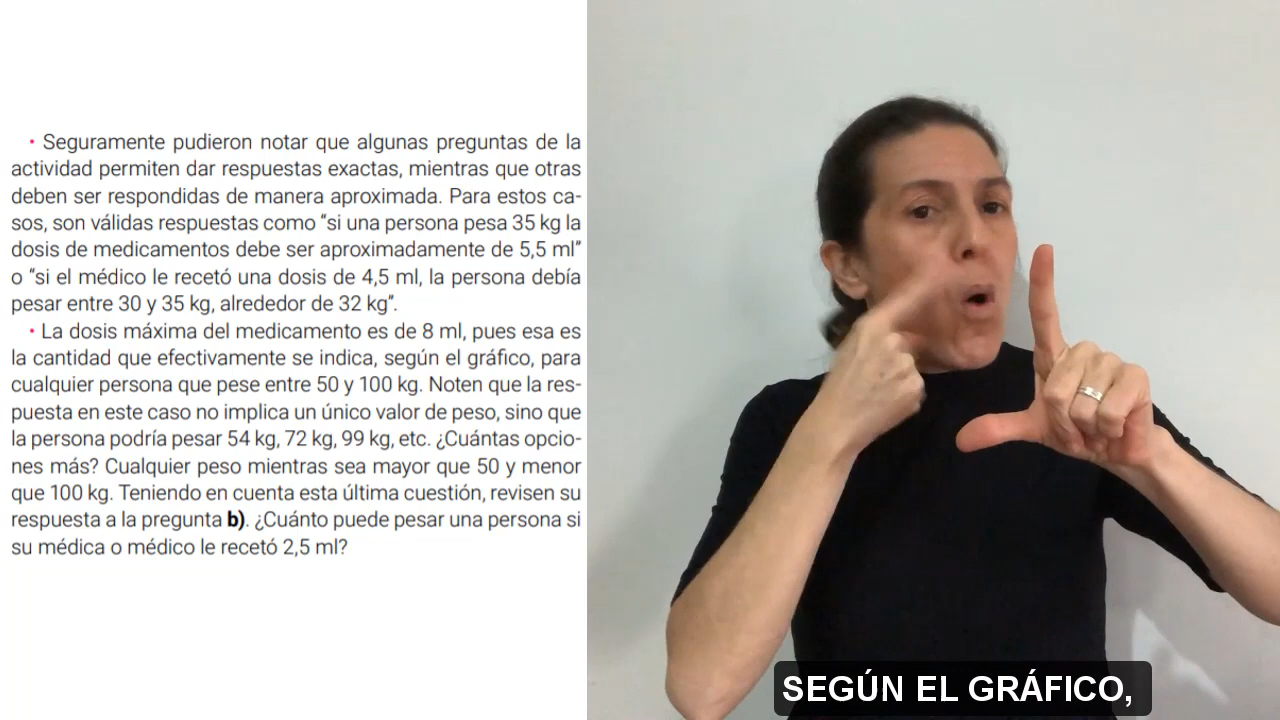 • Seguramente pudieron notar que algunas preguntas de la
actividad permiten dar respuestas exactas, mientras que otras
deben ser respondidas de manera aproximada. Para estos ca-
sos, son válidas respuestas como “si una persona pesa 35 kg la
dosis de medicamentos debe ser aproximadamente de 5,5 ml”
o “si el médico le recetó una dosis de 4,5 ml, la persona debía
pesar entre 30 y 35 kg, alrededor de 32 kg”.
• La dosis máxima del medicamento es de 8 ml, pues esa es
la cantidad que efectivamente se indica, según el gráfico, para
cualquier persona que pese entre 50 y 100 kg. Noten que la res-
puesta en este caso no implica un único valor de peso, sino que
la persona podría pesar 54 kg, 72 kg, 99 kg, etc. ¿Cuántas opcio-
nes más? Cualquier peso mientras sea mayor que 50 y menor
que 100 kg. Teniendo en cuenta esta última cuestión, revisen su
respuesta a la pregunta b). ¿Cuánto puede pesar una persona si
su médica o médico le recetó 2,5 ml?
SEGÚN EL GRÁFICO,